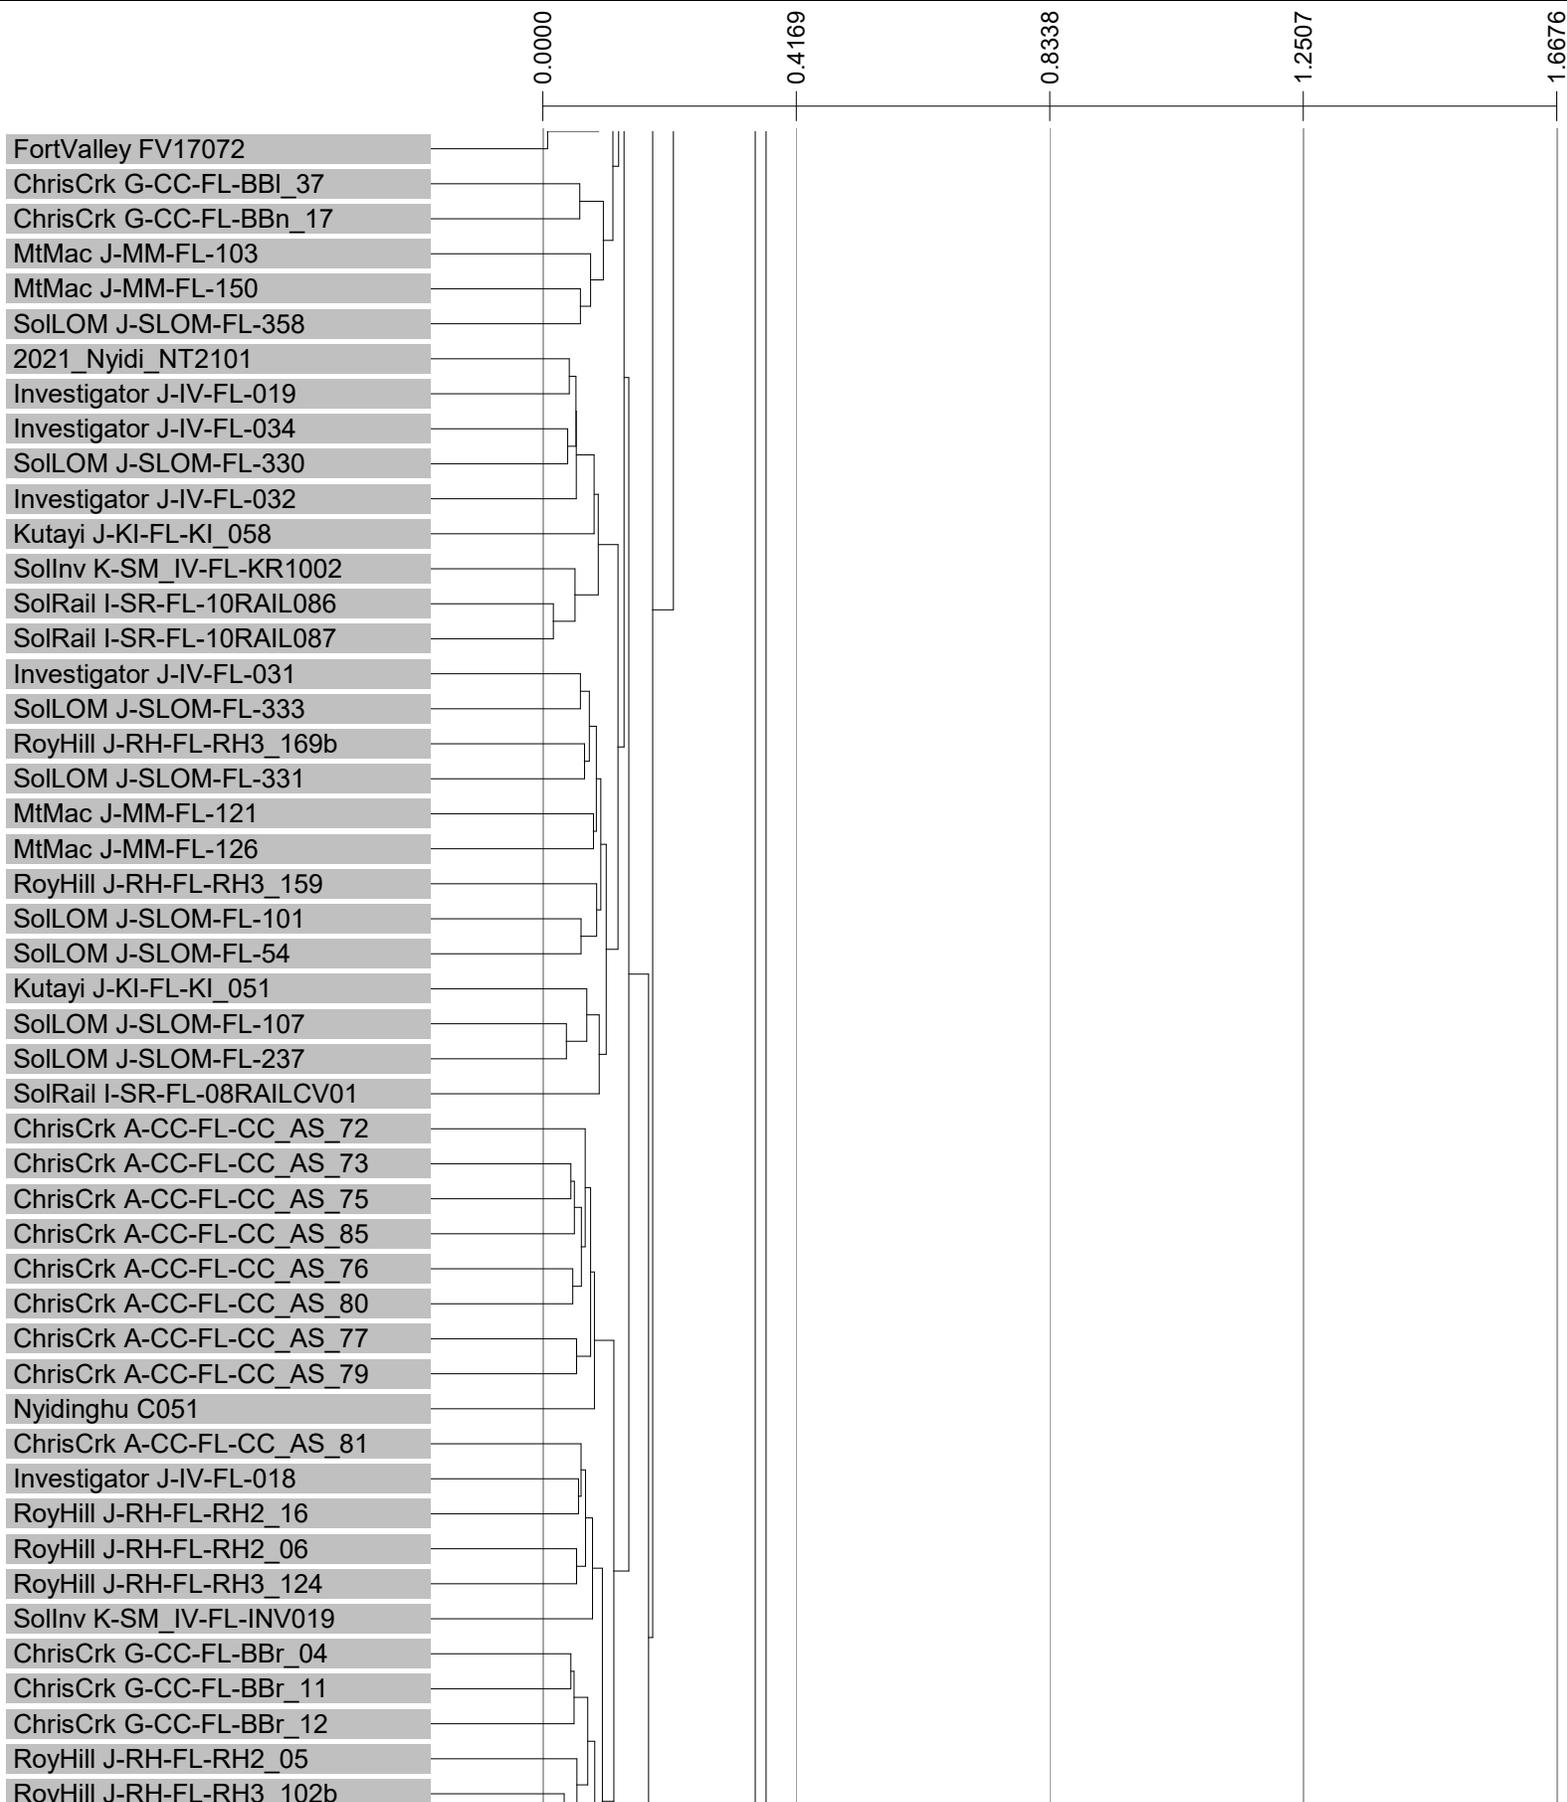 0.0000
0.4169
0.8338
1.2507
1.6676
FortValley FV17072
ChrisCrk G-CC-FL-BBl_37
ChrisCrk G-CC-FL-BBn_17
MtMac J-MM-FL-103
MtMac J-MM-FL-150
SolLOM J-SLOM-FL-358
2021_Nyidi_NT2101
Investigator J-IV-FL-019
Investigator J-IV-FL-034
SolLOM J-SLOM-FL-330
Investigator J-IV-FL-032
Kutayi J-KI-FL-KI_058
SolInv K-SM_IV-FL-KR1002
SolRail I-SR-FL-10RAIL086
SolRail I-SR-FL-10RAIL087
Investigator J-IV-FL-031
SolLOM J-SLOM-FL-333
RoyHill J-RH-FL-RH3_169b
SolLOM J-SLOM-FL-331
MtMac J-MM-FL-121
MtMac J-MM-FL-126
RoyHill J-RH-FL-RH3_159
SolLOM J-SLOM-FL-101
SolLOM J-SLOM-FL-54
Kutayi J-KI-FL-KI_051
SolLOM J-SLOM-FL-107
SolLOM J-SLOM-FL-237
SolRail I-SR-FL-08RAILCV01
ChrisCrk A-CC-FL-CC_AS_72
ChrisCrk A-CC-FL-CC_AS_73
ChrisCrk A-CC-FL-CC_AS_75
ChrisCrk A-CC-FL-CC_AS_85
ChrisCrk A-CC-FL-CC_AS_76
ChrisCrk A-CC-FL-CC_AS_80
ChrisCrk A-CC-FL-CC_AS_77
ChrisCrk A-CC-FL-CC_AS_79
Nyidinghu C051
ChrisCrk A-CC-FL-CC_AS_81
Investigator J-IV-FL-018
RoyHill J-RH-FL-RH2_16
RoyHill J-RH-FL-RH2_06
RoyHill J-RH-FL-RH3_124
SolInv K-SM_IV-FL-INV019
ChrisCrk G-CC-FL-BBr_04
ChrisCrk G-CC-FL-BBr_11
ChrisCrk G-CC-FL-BBr_12
RoyHill J-RH-FL-RH2_05
RoyHill J-RH-FL-RH3_102b